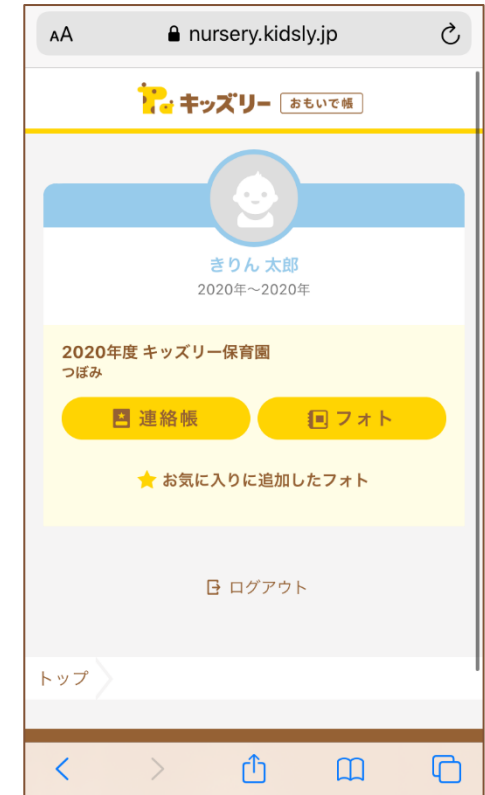 AA nursery.kidsly.jp
キッズリー おもいで帳
きりん 太郎
2020年～2020年
2020年度 キッズリー保育園
つぼみ
連絡帳 フォト
お気に入りに追加したフォト
ログアウト
トップ